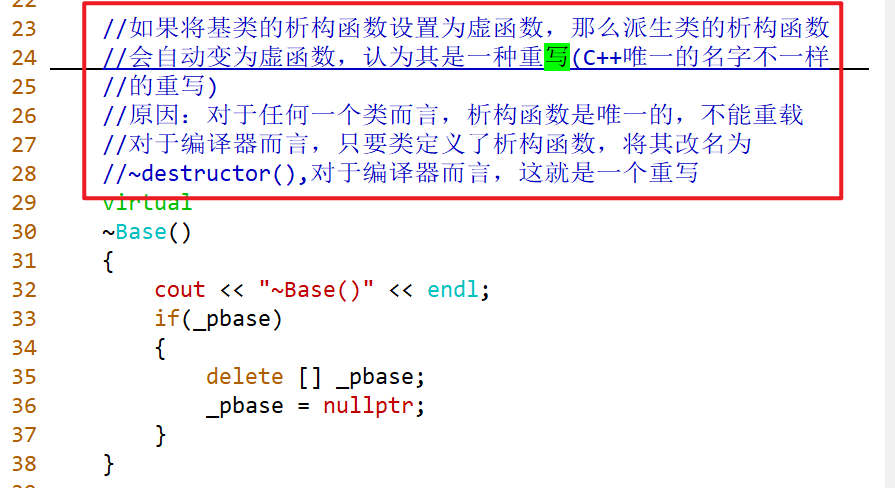 23 //如果将基类的析构函数设置为虚函数，那么派生类的析构函数
24 //会自动变为虚函数，认为其是一种重写(C++唯一的名字不一样
25 //的重写)
26 //原因：对于任何一个类而言，析构函数是唯一的，不能重载
27 //对于编译器而言，只要类定义了析构函数，将其改名为
28 //~destructor(),对于编译器而言，这就是一个重写
29 virtual
30 ~Base()
31 {
32 cout << "~Base()" << endl;
33 if(_pbase)
34 {
35 delete [] _pbase;
36 _pbase = nullptr;
37 }
38 }